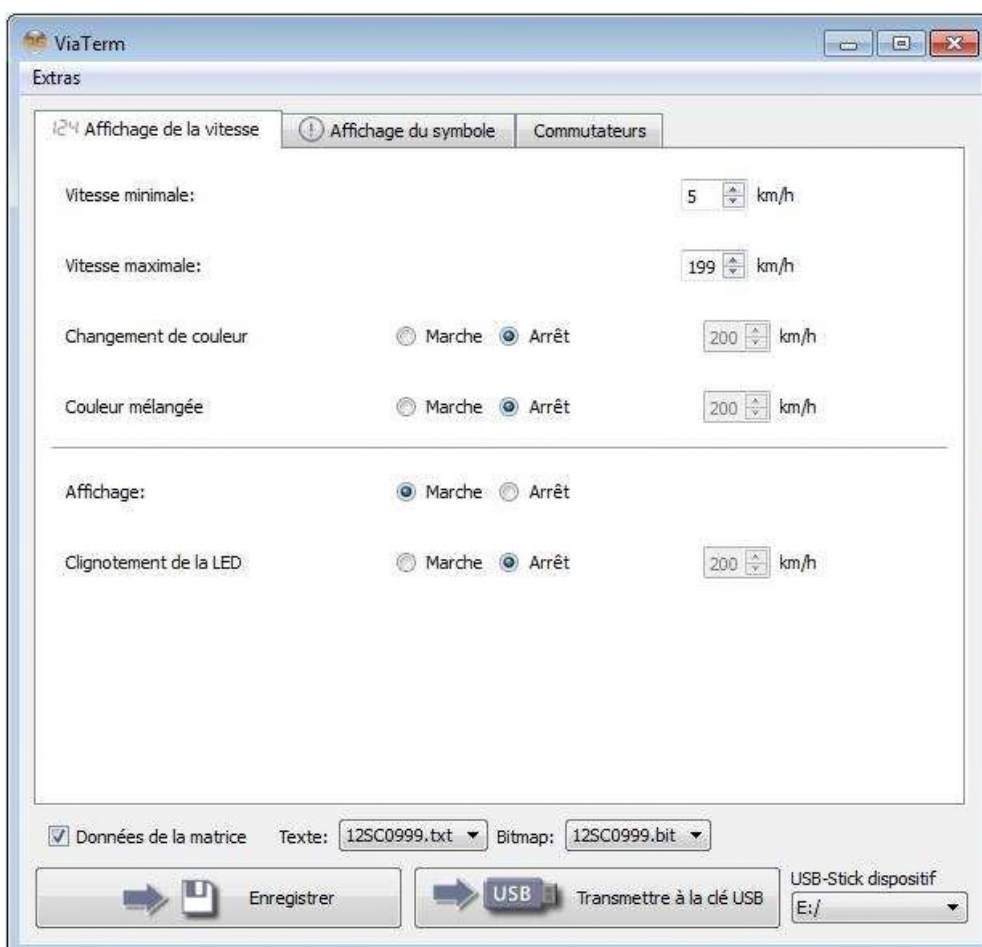 ViaTerm
Extras
124 Affichage de la vitesse
Affichage du symbole
Commutateurs
Vitesse minimale: 5 km/h
Vitesse maximale: 199 km/h
Changement de couleur Marche Arrêt 200 km/h
Couleur mélangée Marche Arrêt 200 km/h
Affichage: Marche Arrêt
Clignotement de la LED Marche Arrêt 200 km/h
Données de la matrice Texte: 12SC0999.txt Bitmap: 12SC0999.bit
Enregistrer
USB Transmettre à la clé USB
USB-Stick dispositif
E:/